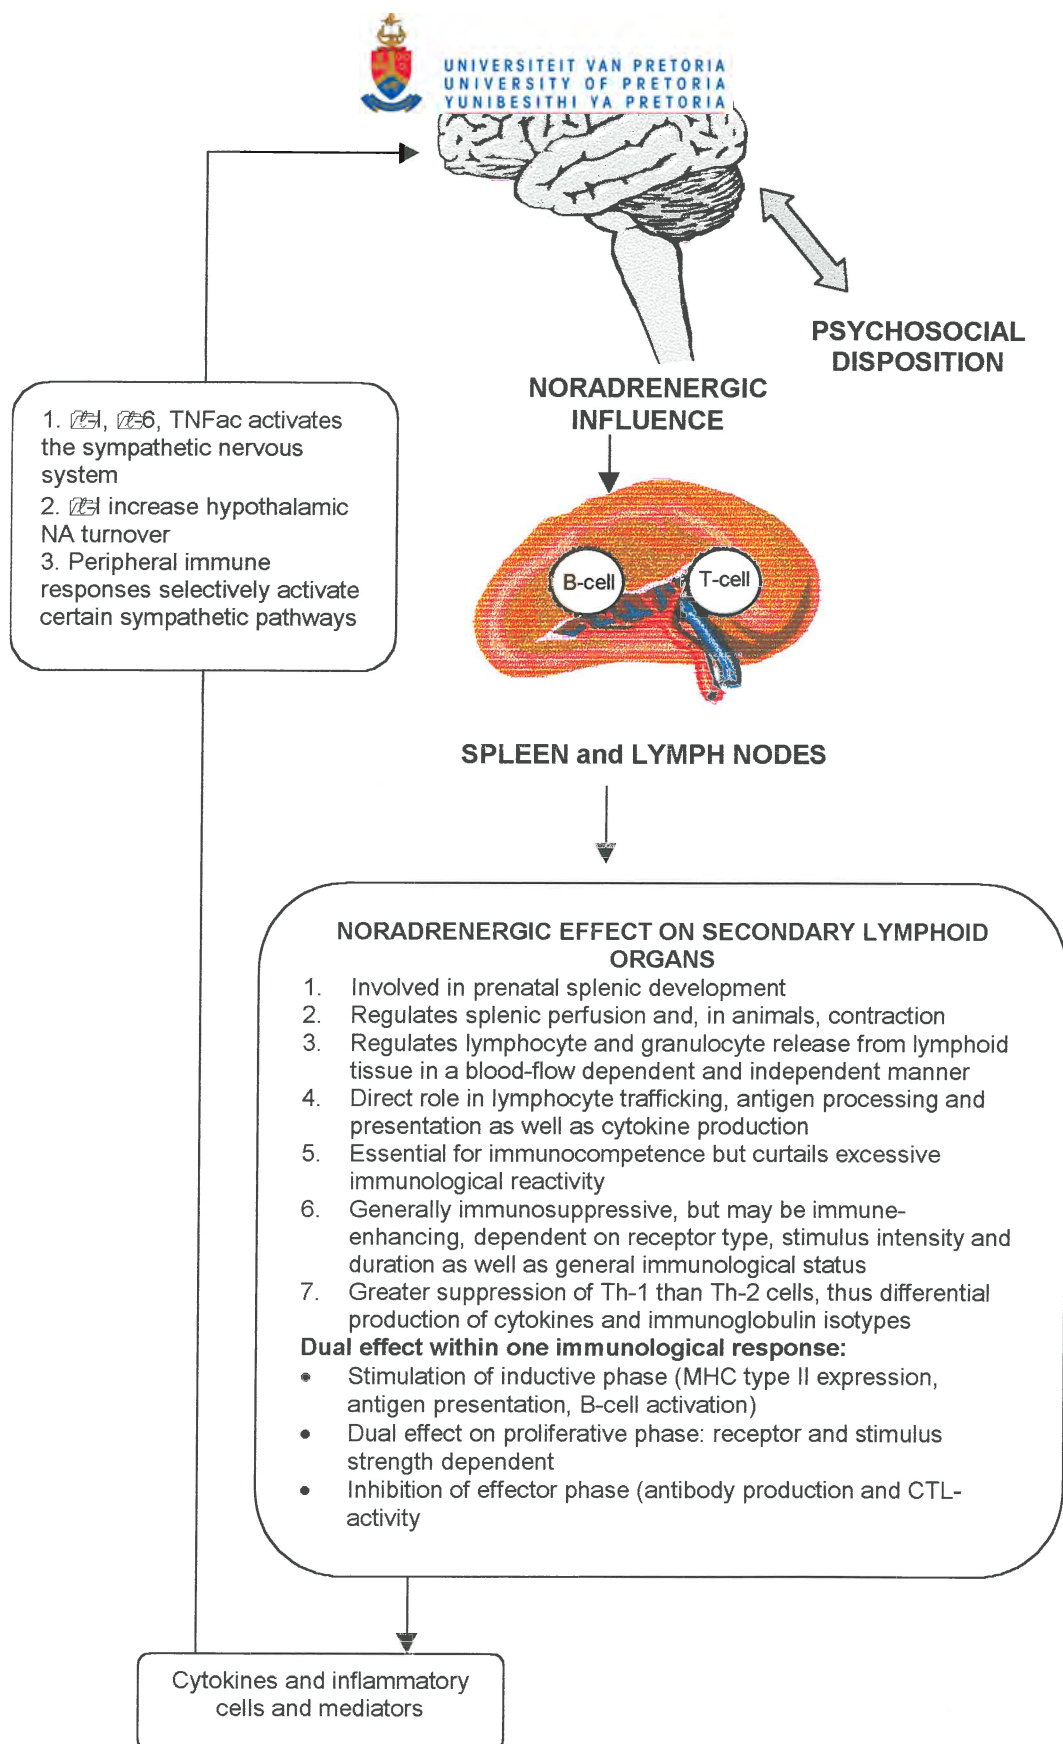 UNIVERSITEIT VAN PRETORIA
UNIVERSITY OF PRETORIA
YUNIBESITHI YA PRETORIA
PSYCHOSOCIAL
DISPOSITION
NORADRENERGIC
INFLUENCE
1. , 6, TNFac activates
the sympathetic nervous
system
2. increase hypothalamic
NA turnover
3. Peripheral immune
responses selectively activate
certain sympathetic pathways
B-cell
T-cell
SPLEEN and LYMPH NODES
NORADRENERGIC EFFECT ON SECONDARY LYMPHOID
ORGANS
1. Involved in prenatal splenic development
2. Regulates splenic perfusion and, in animals, contraction
3. Regulates lymphocyte and granulocyte release from lymphoid
tissue in a blood-flow dependent and independent manner
4. Direct role in lymphocyte trafficking, antigen processing and
presentation as well as cytokine production
5. Essential for immunocompetence but curtails excessive
immunological reactivity
6. Generally immunosuppressive, but may be immune-
enhancing, dependent on receptor type, stimulus intensity and
duration as well as general immunological status
7. Greater suppression of Th-1 than Th-2 cells, thus differential
production of cytokines and immunoglobulin isotypes
Dual effect within one immunological response:
• Stimulation of inductive phase (MHC type II expression,
antigen presentation, B-cell activation)
• Dual effect on proliferative phase: receptor and stimulus
strength dependent
• Inhibition of effector phase (antibody production and CTL-
activity
Cytokines and inflammatory
cells and mediators